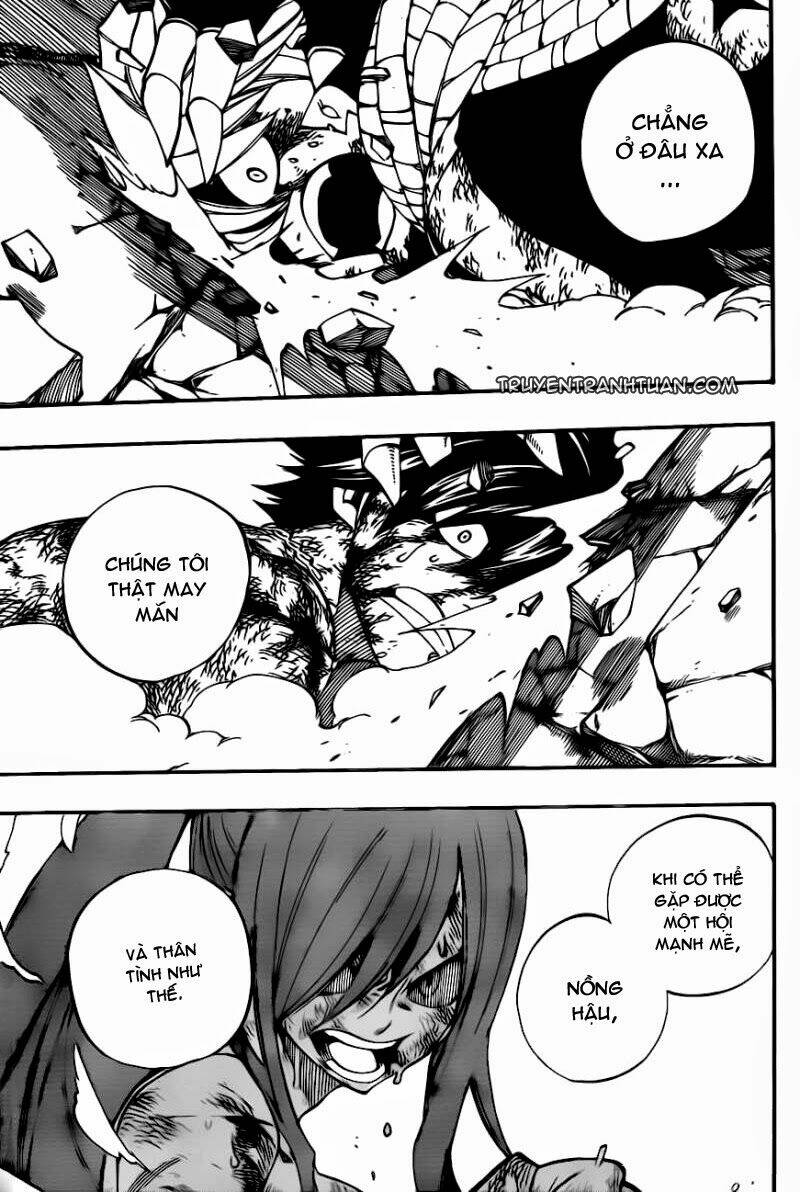 CHẲNG
Ở ĐÂU XA
...
TRUYENTRANHTUAN.COM
CHÚNG TÔI
THẬT MAY
MẮN
KHI CÓ THỂ
GẶP ĐƯỢC
MỘT HỘI
MẠNH MẼ,
NỒNG
HẬU,
VÀ THÂN
TÌNH NHƯ
THẾ.